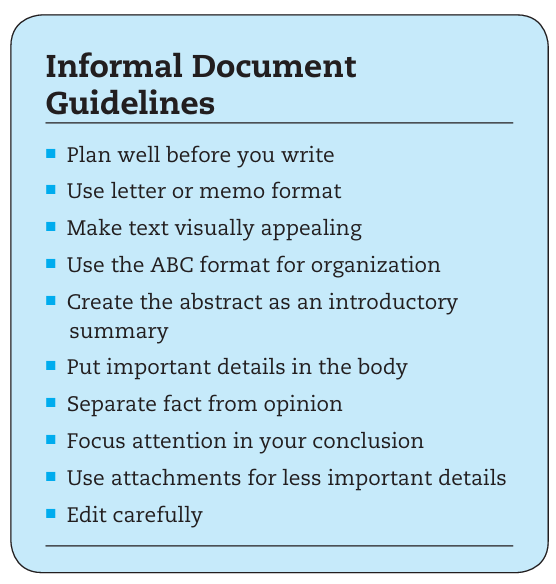 Informal Document
Guidelines
■ Plan well before you write
■ Use letter or memo format
■ Make text visually appealing
■ Use the ABC format for organization
■ Create the abstract as an introductory
summary
■ Put important details in the body
■ Separate fact from opinion
■ Focus attention in your conclusion
■ Use attachments for less important details
■ Edit carefully